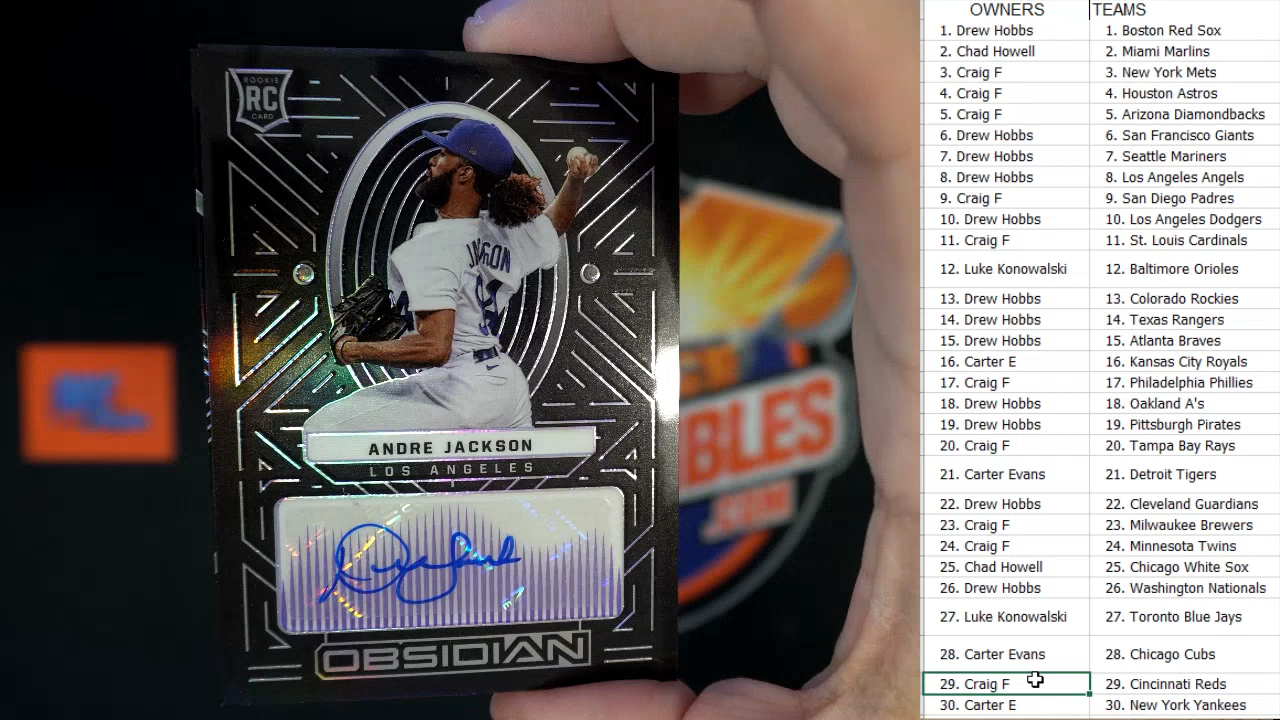 ROOKIE
RC
CARD
JACKSON
ANDRE JACKSON
LOS ANGELES
OBSIDIAN
BLES
.COM
OWNERS TEAMS
1. Drew Hobbs 1. Boston Red Sox
2. Chad Howell 2. Miami Marlins
3. Craig F 3. New York Mets
4. Craig F 4. Houston Astros
5. Craig F 5. Arizona Diamondbacks
6. Drew Hobbs 6. San Francisco Giants
7. Drew Hobbs 7. Seattle Mariners
8. Drew Hobbs 8. Los Angeles Angels
9. Craig F 9. San Diego Padres
10. Drew Hobbs 10. Los Angeles Dodgers
11. Craig F 11. St. Louis Cardinals
12. Luke Konowalski 12. Baltimore Orioles
13. Drew Hobbs 13. Colorado Rockies
14. Drew Hobbs 14. Texas Rangers
15. Drew Hobbs 15. Atlanta Braves
16. Carter E 16. Kansas City Royals
17. Craig F 17. Philadelphia Phillies
18. Drew Hobbs 18. Oakland A's
19. Drew Hobbs 19. Pittsburgh Pirates
20. Craig F 20. Tampa Bay Rays
21. Carter Evans 21. Detroit Tigers
22. Drew Hobbs 22. Cleveland Guardians
23. Craig F 23. Milwaukee Brewers
24. Craig F 24. Minnesota Twins
25. Chad Howell 25. Chicago White Sox
26. Drew Hobbs 26. Washington Nationals
27. Luke Konowalski 27. Toronto Blue Jays
28. Carter Evans 28. Chicago Cubs
29. Craig F 29. Cincinnati Reds
30. Carter E 30. New York Yankees